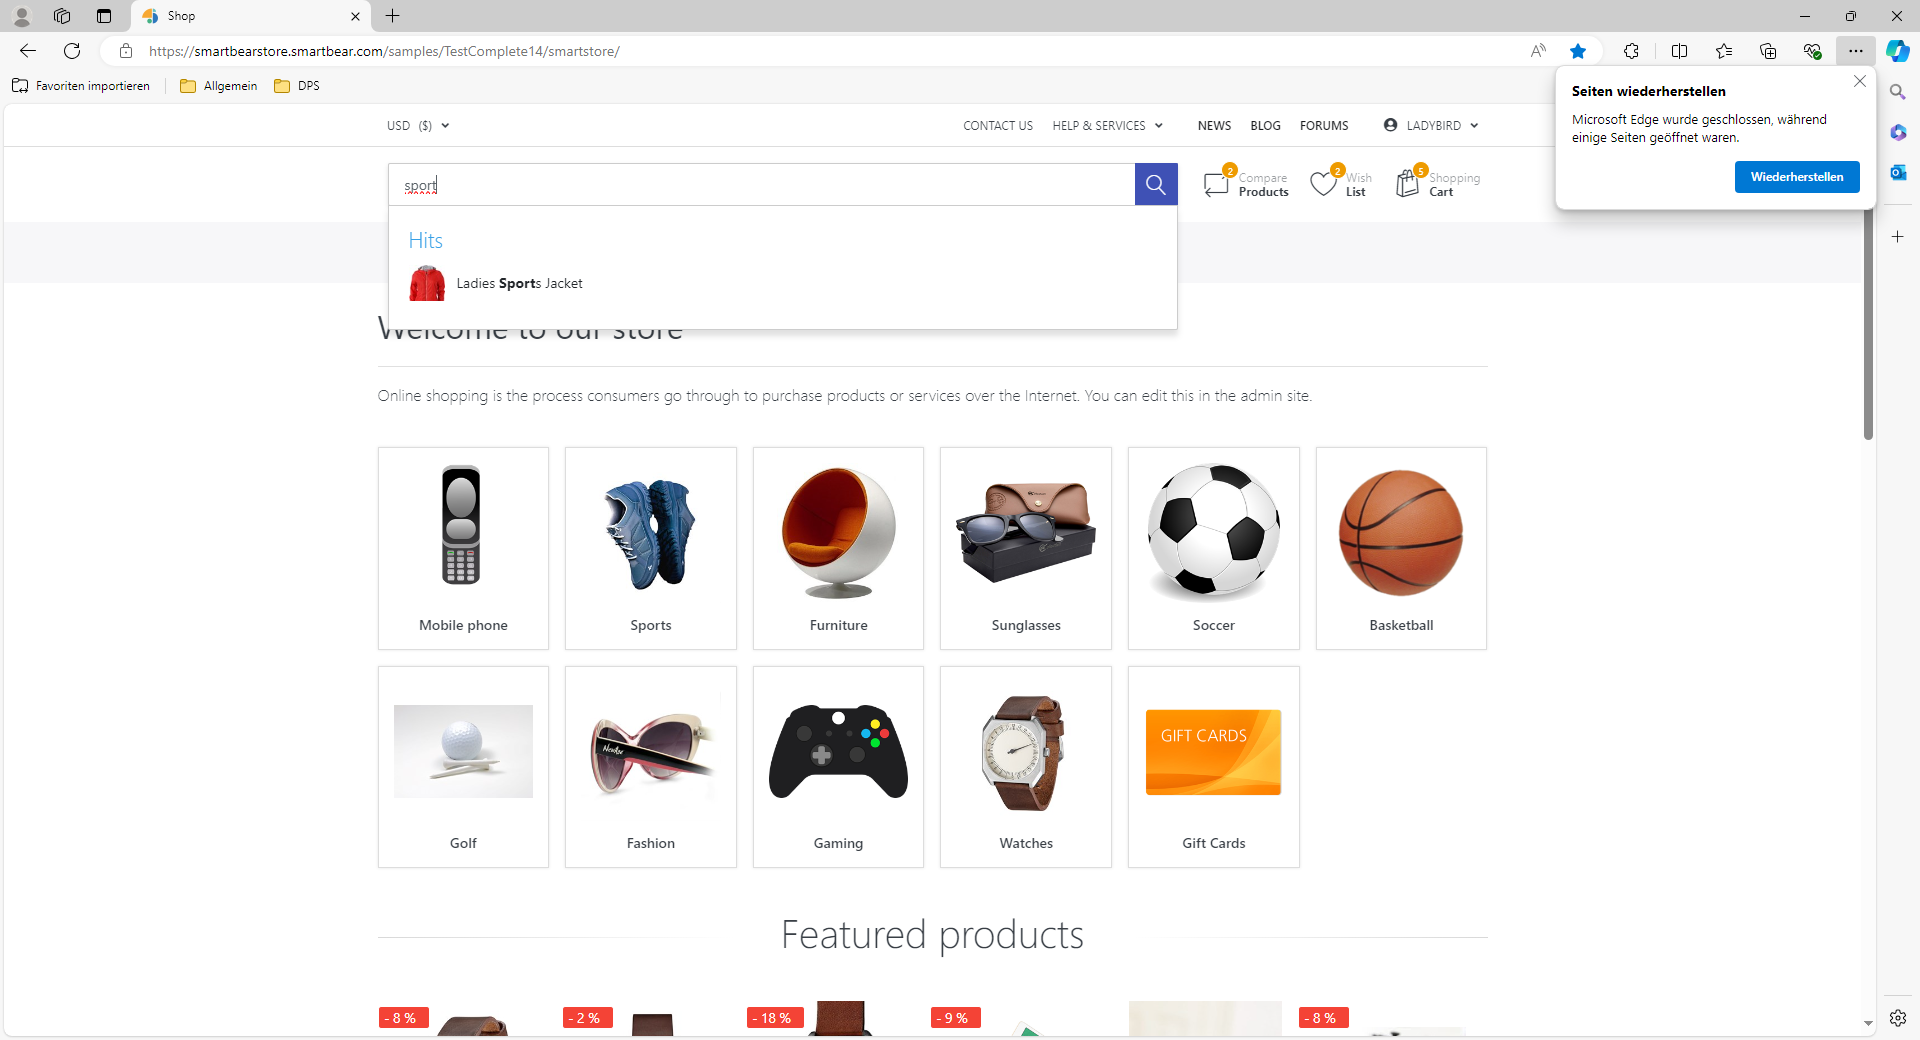 Shop
https://smartbearstore.smartbear.com/samples/TestComplete14/smartstore/
Favoriten importieren
Allgemein
DPS
Seiten wiederherstellen
Microsoft Edge wurde geschlossen, während
einige Seiten geöffnet waren.
Wiederherstellen
USD ($)
CONTACT US
HELP & SERVICES
NEWS
BLOG
FORUMS
LADYBIRD
sport
2
Compare
Products
2
Wish
List
5
Shopping
Cart
Hits
Ladies Sports Jacket
Welcome to our store
Online shopping is the process consumers go through to purchase products or services over the Internet. You can edit this in the admin site.
Mobile phone
Sports
Furniture
Sunglasses
Soccer
Basketball
GIFT CARDS
Golf
Fashion
Gaming
Watches
Gift Cards
Featured products
- 8 %
- 2 %
- 18 %
- 9 %
- 8 %